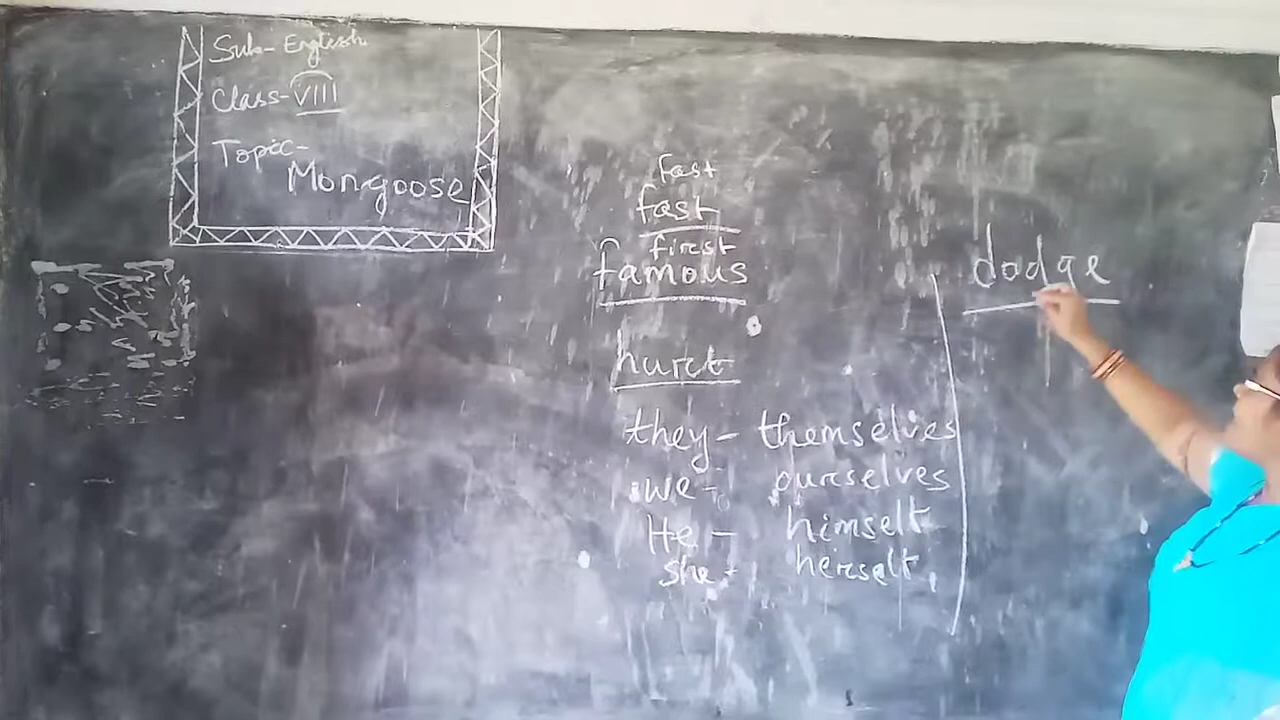 Sub- English
Class- VIII
Topic-
Mongoose
Fast
fast
first
famous
hurt
they - themselves
we - ourselves
He - himself
she - herself
dodge